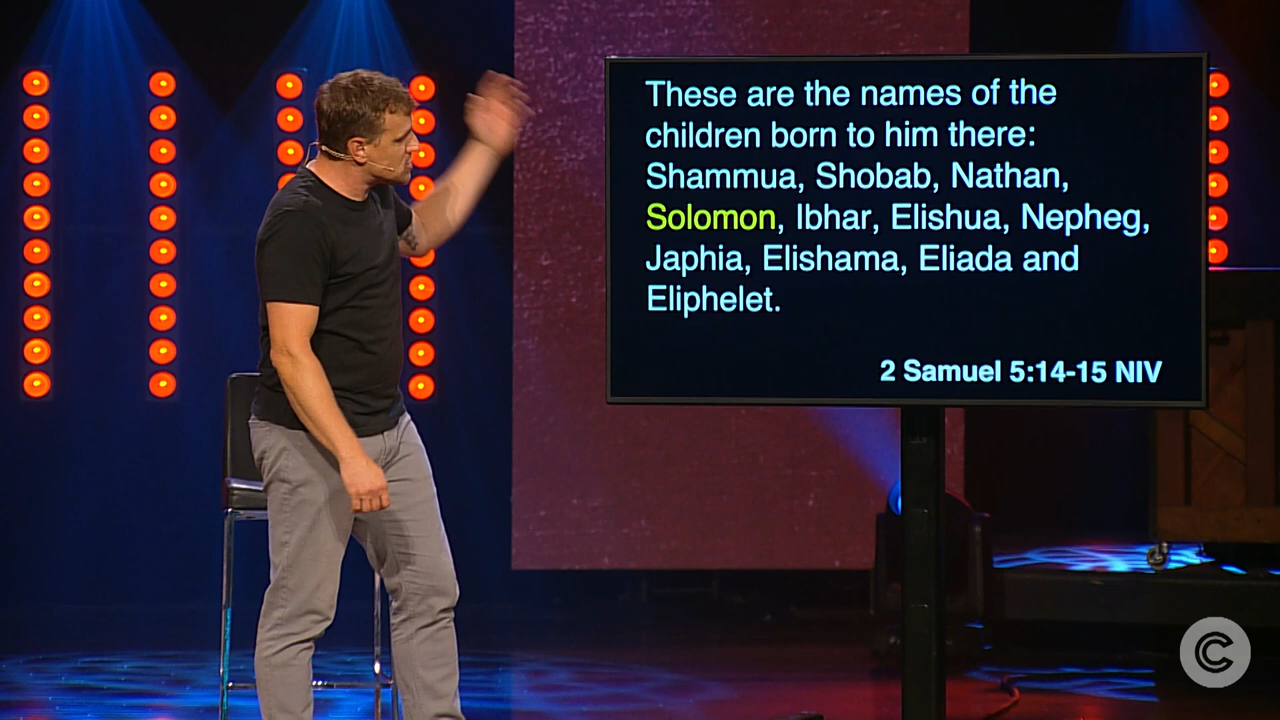 These are the names of the
children born to him there:
Shammua, Shobab, Nathan,
Solomon, Ibhar, Elishua, Nepheg,
Japhia, Elishama, Eliada and
Eliphelet.
2 Samuel 5:14-15 NIV
C